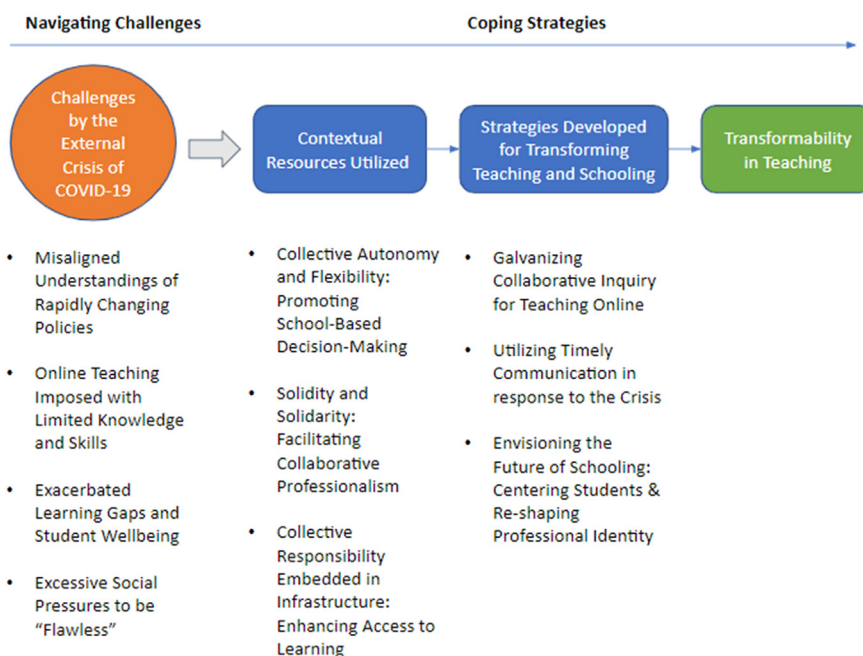 Navigating Challenges
Coping Strategies
Challenges
by the
External
Crisis of
COVID-19
Contextual
Resources Utilized
Strategies Developed
for Transforming
Teaching and Schooling
Transformability
in Teaching
• Misaligned
Understandings of
Rapidly Changing
Policies
• Online Teaching
Imposed with
Limited Knowledge
and Skills
• Exacerbated
Learning Gaps and
Student Wellbeing
• Excessive Social
Pressures to be
“Flawless”
• Collective Autonomy
and Flexibility:
Promoting
School-Based
Decision-Making
• Solidity and
Solidarity:
Facilitating
Collaborative
Professionalism
• Collective
Responsibility
Embedded in
Infrastructure:
Enhancing Access to
Learning
• Galvanizing
Collaborative Inquiry
for Teaching Online
• Utilizing Timely
Communication in
response to the Crisis
• Envisioning the
Future of Schooling:
Centering Students &
Re-shaping
Professional Identity